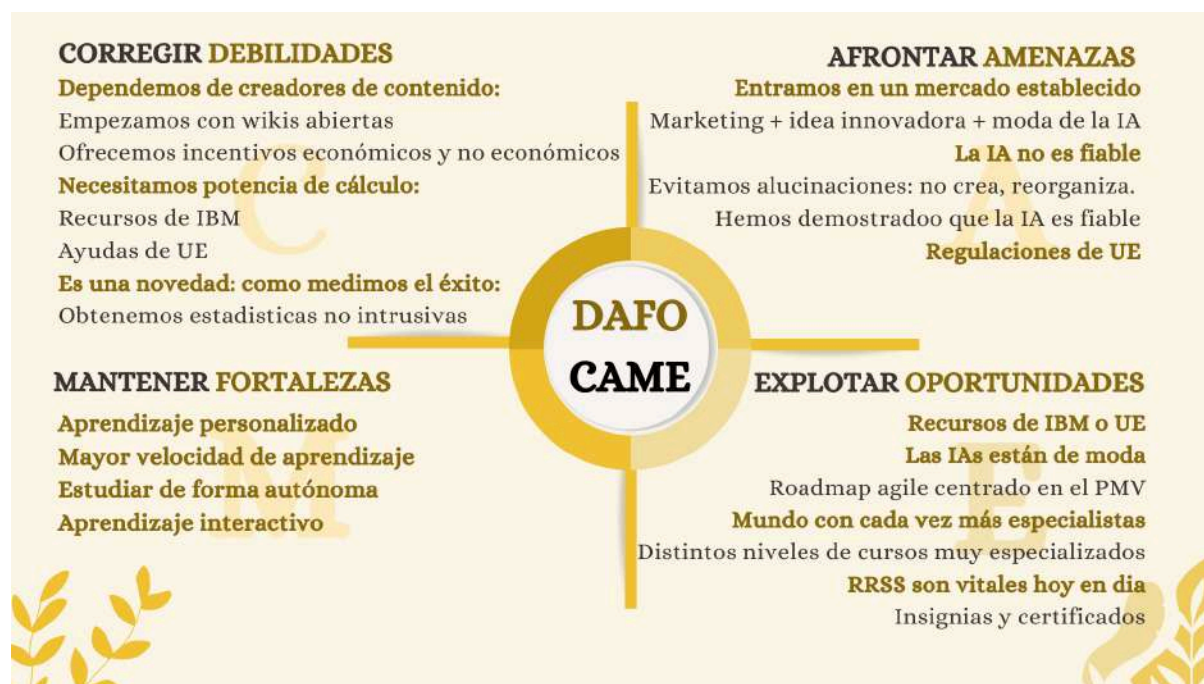 CORREGIR DEBILIDADES
Dependemos de creadores de contenido:
Empezamos con wikis abiertas
Ofrecemos incentivos económicos y no económicos
Necesitamos potencia de cálculo:
Recursos de IBM
Ayudas de UE
Es una novedad: como medimos el éxito:
Obtenemos estadisticas no intrusivas
C
AFRONTAR AMENAZAS
Entramos en un mercado establecido
Marketing + idea innovadora + moda de la IA
La IA no es fiable
Evitamos alucinaciones: no crea, reorganiza.
Hemos demostradoo que la IA es fiable
Regulaciones de UE
A
DAFO
CAME
MANTENER FORTALEZAS
Aprendizaje personalizado
Mayor velocidad de aprendizaje
Estudiar de forma autónoma
Aprendizaje interactivo
M
EXPLOTAR OPORTUNIDADES
Recursos de IBM o UE
Las IAs están de moda
Roadmap agile centrado en el PMV
Mundo con cada vez más especialistas
Distintos niveles de cursos muy especializados
RRSS son vitales hoy en dia
Insignias y certificados
E